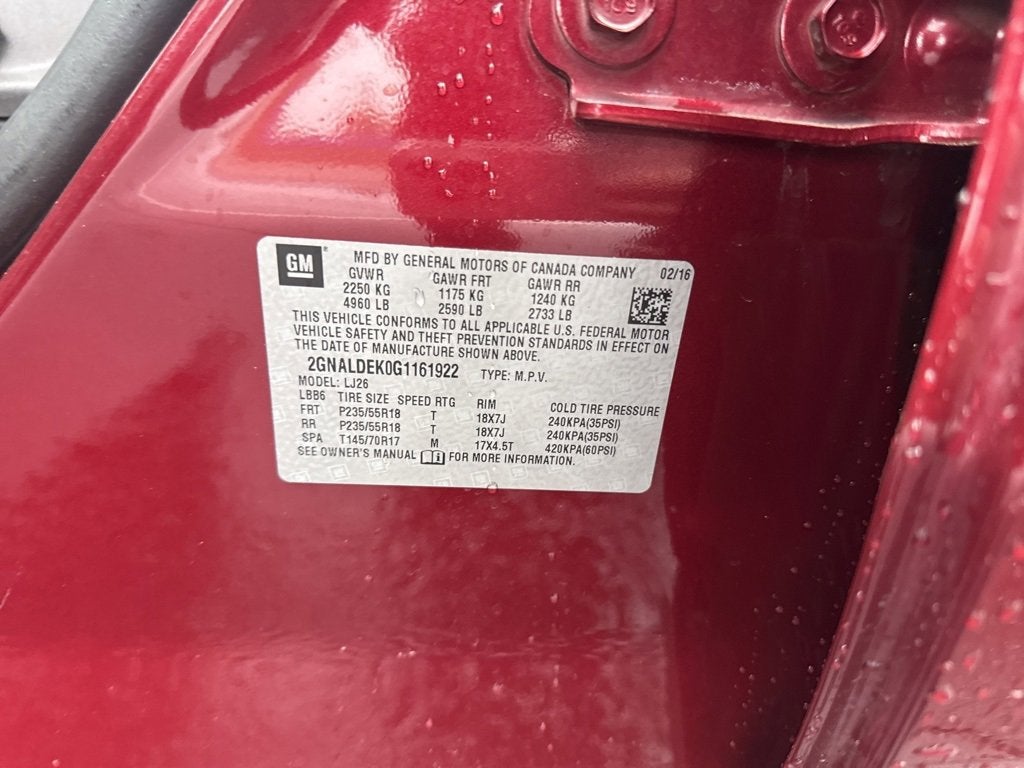 GM ® MFD BY GENERAL MOTORS OF CANADA COMPANY 02/16
GVWR GAWR FRT GAWR RR
2250 KG 1175 KG 1240 KG
4960 LB 2590 LB 2733 LB
THIS VEHICLE CONFORMS TO ALL APPLICABLE U.S. FEDERAL MOTOR
VEHICLE SAFETY AND THEFT PREVENTION STANDARDS IN EFFECT ON
THE DATE OF MANUFACTURE SHOWN ABOVE.
2GNALDEK0G1161922 TYPE: M.P.V.
MODEL: LJ26
LBB6 TIRE SIZE SPEED RTG RIM COLD TIRE PRESSURE
FRT P235/55R18 T 18X7J 240KPA(35PSI)
RR P235/55R18 T 18X7J 240KPA(35PSI)
SPA T145/70R17 M 17X4.5T 420KPA(60PSI)
SEE OWNER'S MANUAL FOR MORE INFORMATION.